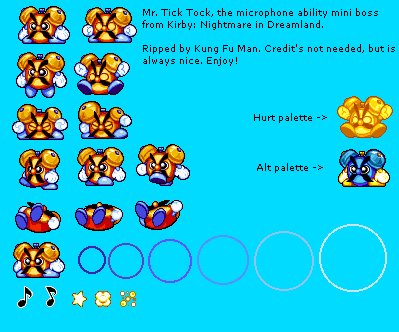 Mr. Tick Tock, the microphone ability mini boss
from Kirby: Nightmare in Dreamland.
Ripped by Kung Fu Man. Credit's not needed, but is
always nice. Enjoy!
Hurt palette ->
Alt palette ->